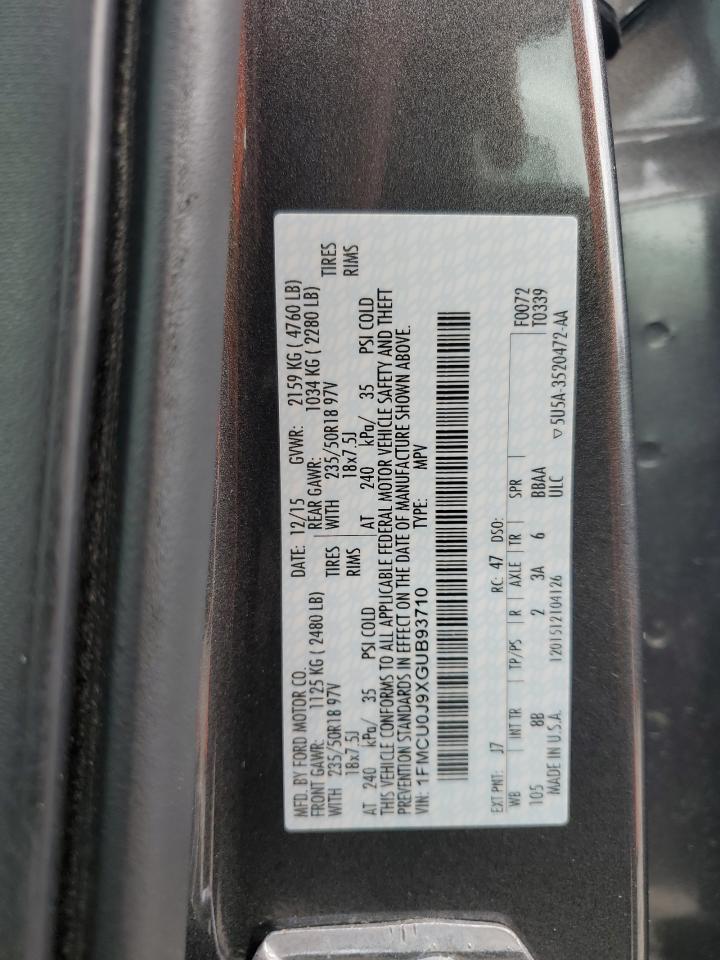 MFD. BY FORD MOTOR CO. DATE: 12/15 GVWR: 2159 KG ( 4760 LB)
FRONT GAWR: 1125 KG ( 2480 LB) REAR GAWR: 1034 KG ( 2280 LB)
WITH 235/50R18 97V TIRES WITH 235/50R18 97V TIRES
18x7.5J RIMS 18x7.5J RIMS
AT 240 kPa/ 35 PSI COLD AT 240 kPa/ 35 PSI COLD
THIS VEHICLE CONFORMS TO ALL APPLICABLE FEDERAL MOTOR VEHICLE SAFETY AND THEFT
PREVENTION STANDARDS IN EFFECT ON THE DATE OF MANUFACTURE SHOWN ABOVE.
VIN: 1FMCU0J9XGUB93710 TYPE: MPV
EXT PNT: J7 RC: 47 DSO: F0072
WB INT TR TP/PS R AXLE TR SPR T0339
105 8B 2 3A 6 BBAA
MADE IN U.S.A. 1201512104126 ULC ▽5U5A-3520472-AA